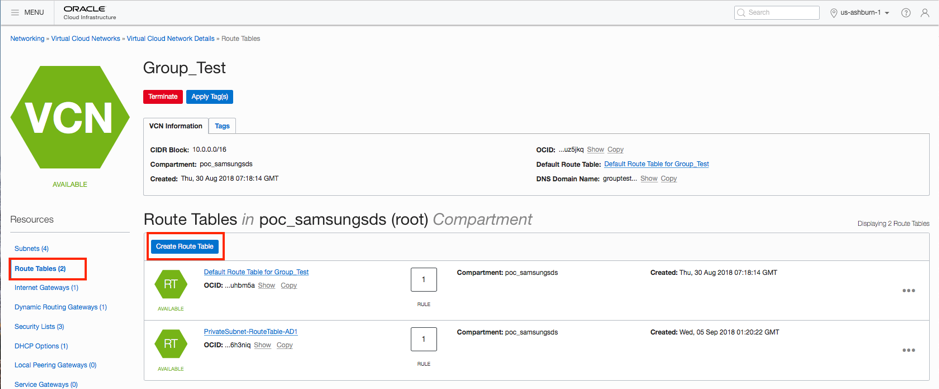 MENU
ORACLE
Cloud Infrastructure
Search
us-ashburn-1
Networking » Virtual Cloud Networks » Virtual Cloud Network Details » Route Tables
VCN
AVAILABLE
Group_Test
Terminate Apply Tag(s)
VCN Information Tags
CIDR Block: 10.0.0.0/16 OCID: ...uz5jkq Show Copy
Compartment: poc_samsungsds Default Route Table: Default Route Table for Group_Test
Created: Thu, 30 Aug 2018 07:18:14 GMT DNS Domain Name: grouptest... Show Copy
Resources
Subnets (4)
Route Tables (2)
Internet Gateways (1)
Dynamic Routing Gateways (1)
Security Lists (3)
DHCP Options (1)
Local Peering Gateways (0)
Service Gateways (0)
Route Tables in poc_samsungsds (root) Compartment
Displaying 2 Route Tables
Create Route Table
RT
AVAILABLE
Default Route Table for Group_Test
OCID: ...uhbm5a Show Copy
1
RULE
Compartment: poc_samsungsds
Created: Thu, 30 Aug 2018 07:18:14 GMT
RT
AVAILABLE
PrivateSubnet-RouteTable-AD1
OCID: ...6h3niq Show Copy
1
RULE
Compartment: poc_samsungsds
Created: Wed, 05 Sep 2018 01:20:22 GMT